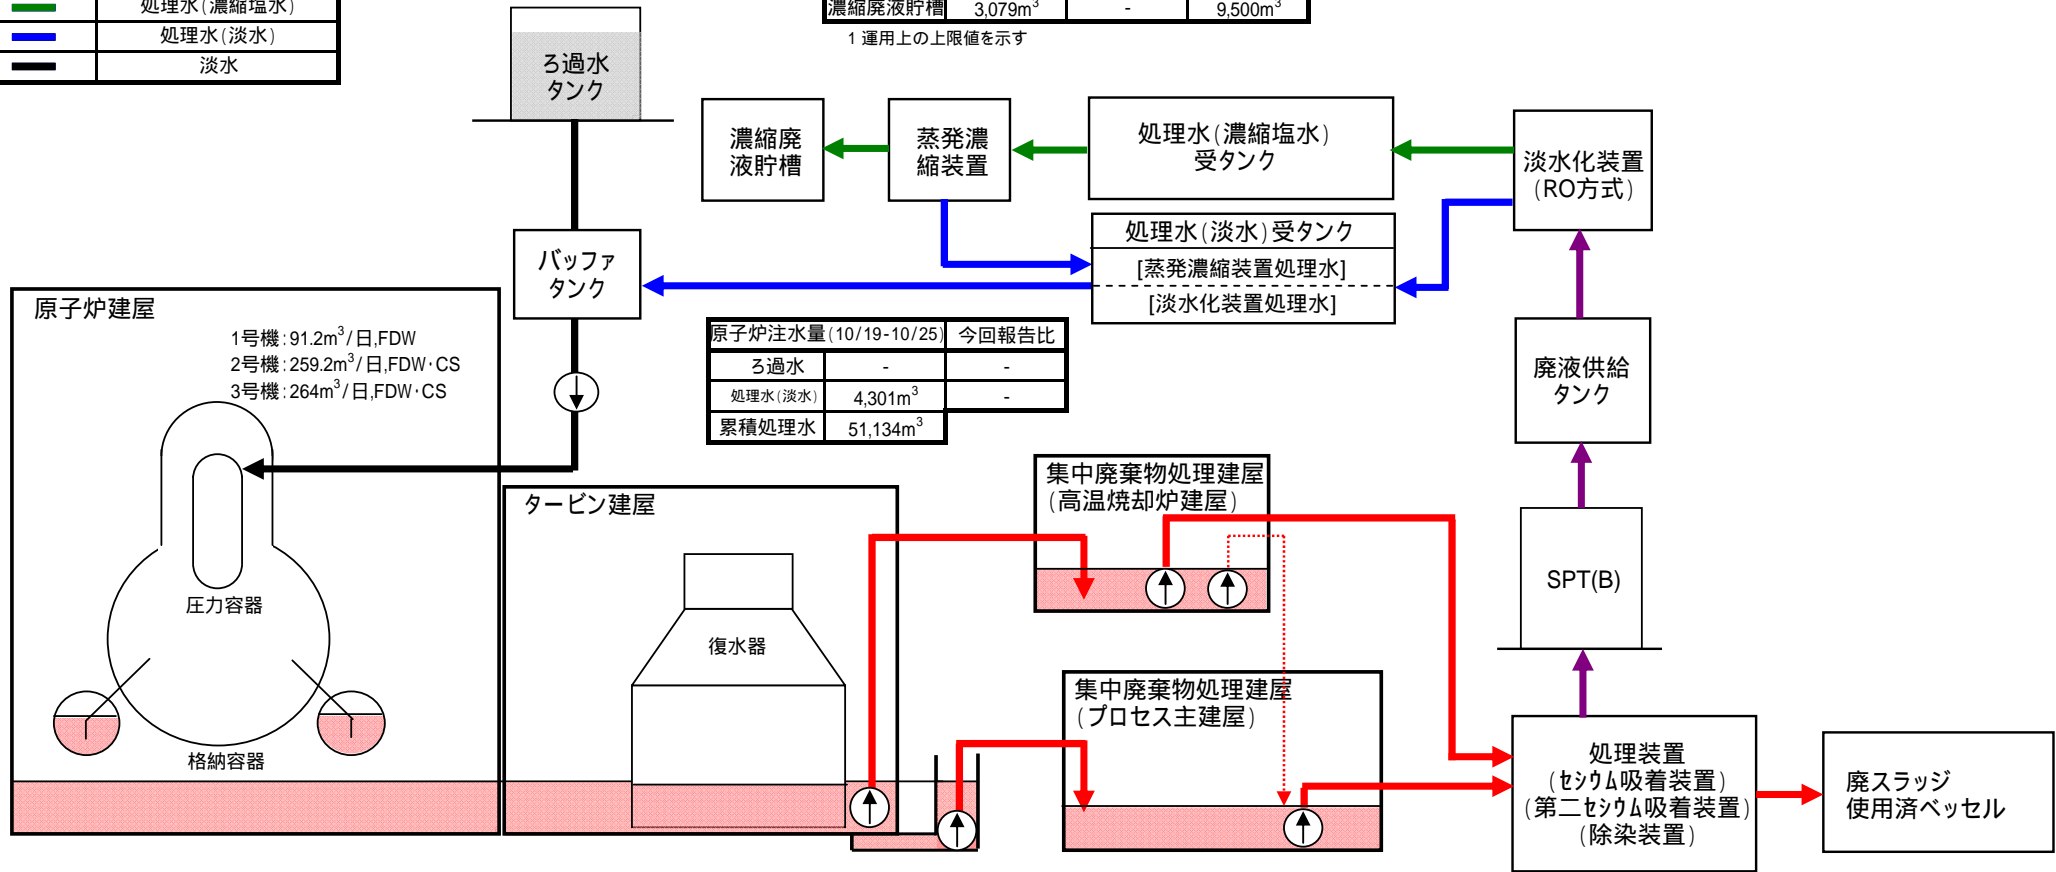 処理水(濃縮塩水)
処理水(淡水)
淡水
濃縮廃液貯槽 3,079m³ - 9,500m³
1 運用上の上限値を示す
ろ過水
タンク
濃縮廃
液貯槽
蒸発濃
縮装置
処理水(濃縮塩水)
受タンク
淡水化装置
(RO方式)
処理水(淡水)受タンク
[蒸発濃縮装置処理水]
[淡水化装置処理水]
バッファ
タンク
原子炉建屋
1号機:91.2m³/日,FDW
2号機:259.2m³/日,FDW・CS
3号機:264m³/日,FDW・CS
原子炉注水量(10/19-10/25) 今回報告比
ろ過水 - -
処理水(淡水) 4,301m³ -
累積処理水 51,134m³
廃液供給
タンク
タービン建屋
集中廃棄物処理建屋
(高温焼却炉建屋)
SPT(B)
圧力容器
復水器
格納容器
集中廃棄物処理建屋
(プロセス主建屋)
処理装置
(セシウム吸着装置)
(第二セシウム吸着装置)
(除染装置)
廃スラッジ
使用済ベッセル